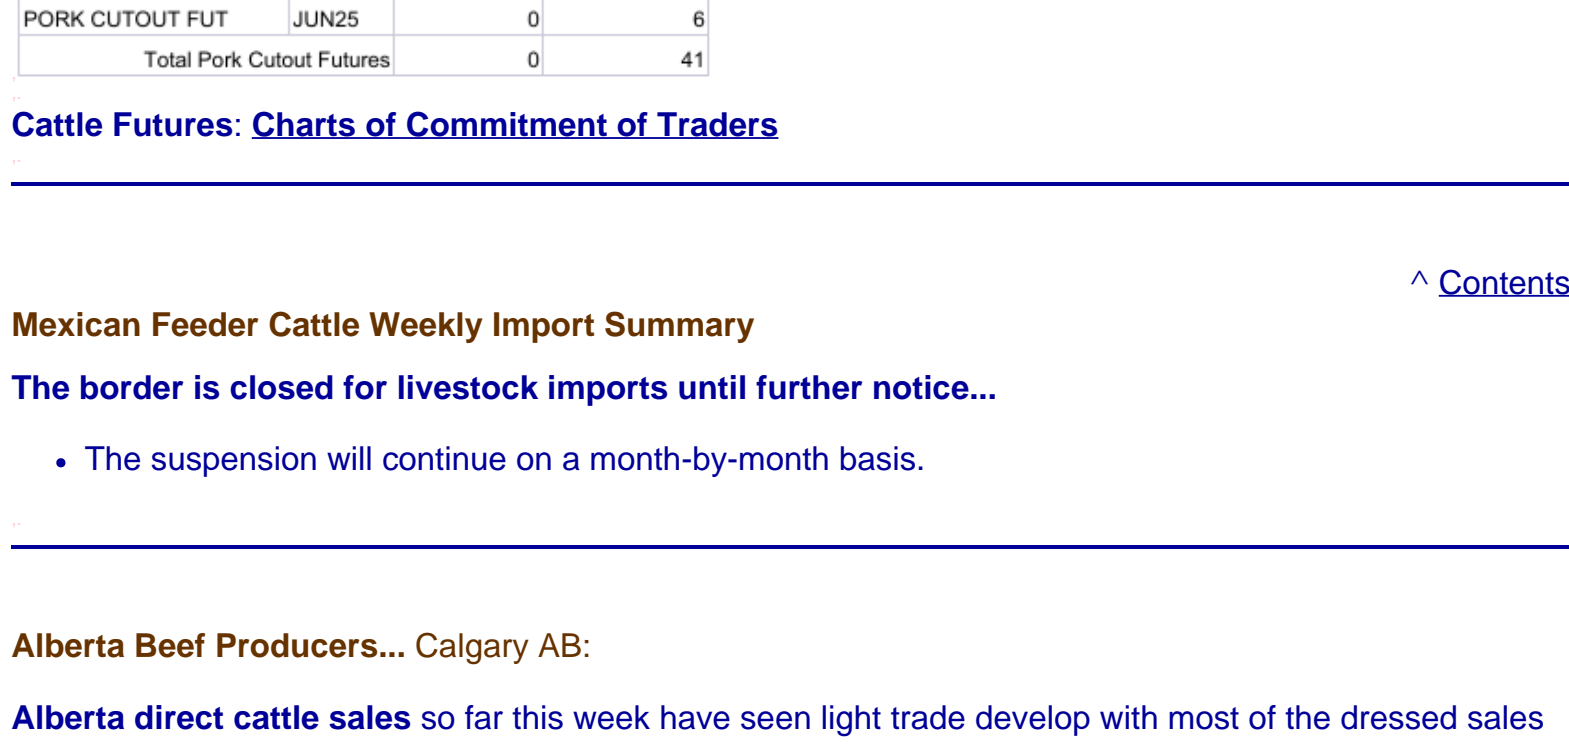 PORK CUTOUT FUT JUN25 0 6
Total Pork Cutout Futures 0 41
Cattle Futures: Charts of Commitment of Traders
^ Contents
Mexican Feeder Cattle Weekly Import Summary
The border is closed for livestock imports until further notice...
• The suspension will continue on a month-by-month basis.
Alberta Beef Producers... Calgary AB:
Alberta direct cattle sales so far this week have seen light trade develop with most of the dressed sales